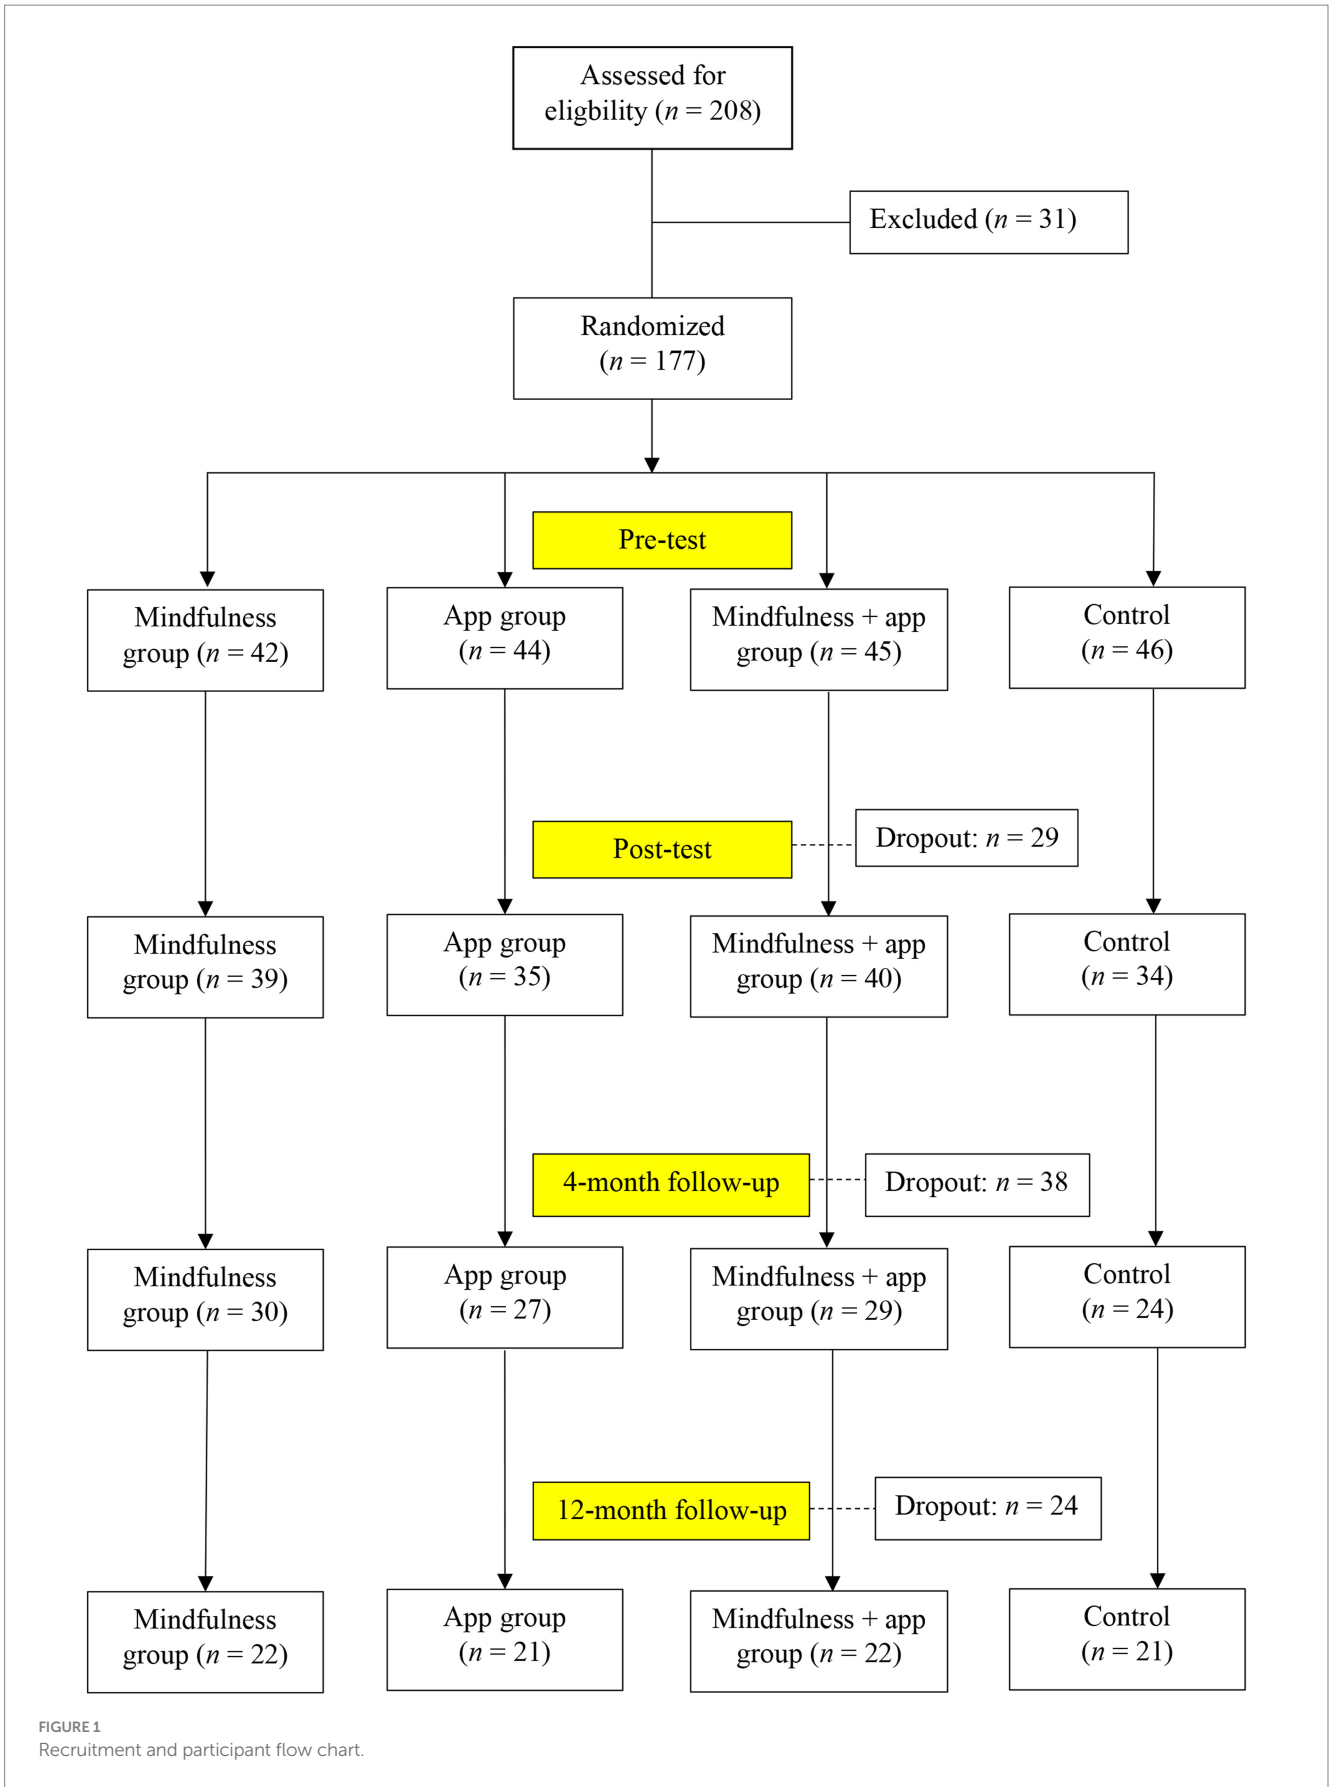 Assessed for
eligbility (n = 208)
Excluded (n = 31)
Randomized
(n = 177)
Pre-test
Mindfulness
group (n = 42)
App group
(n = 44)
Mindfulness + app
group (n = 45)
Control
(n = 46)
Post-test
Dropout: n = 29
Mindfulness
group (n = 39)
App group
(n = 35)
Mindfulness + app
group (n = 40)
Control
(n = 34)
4-month follow-up
Dropout: n = 38
Mindfulness
group (n = 30)
App group
(n = 27)
Mindfulness + app
group (n = 29)
Control
(n = 24)
12-month follow-up
Dropout: n = 24
Mindfulness
group (n = 22)
App group
(n = 21)
Mindfulness + app
group (n = 22)
Control
(n = 21)
FIGURE 1
Recruitment and participant flow chart.